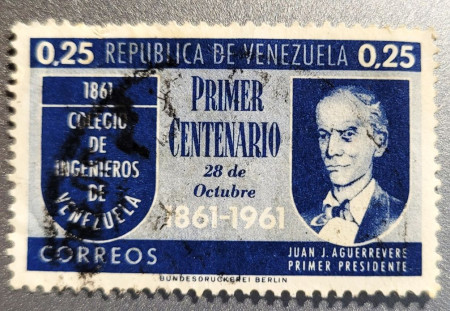 0,25 REPUBLICA DE VENEZUELA 0,25
1861
COLEGIO
DE
INGENIEROS
DE
VENEZUELA
PRIMER
CENTENARIO
28 de
Octubre
1861-1961
CORREOS
JUAN J. AGUERREVERE
PRIMER PRESIDENTE
BUNDESDRUCKEREI BERLIN